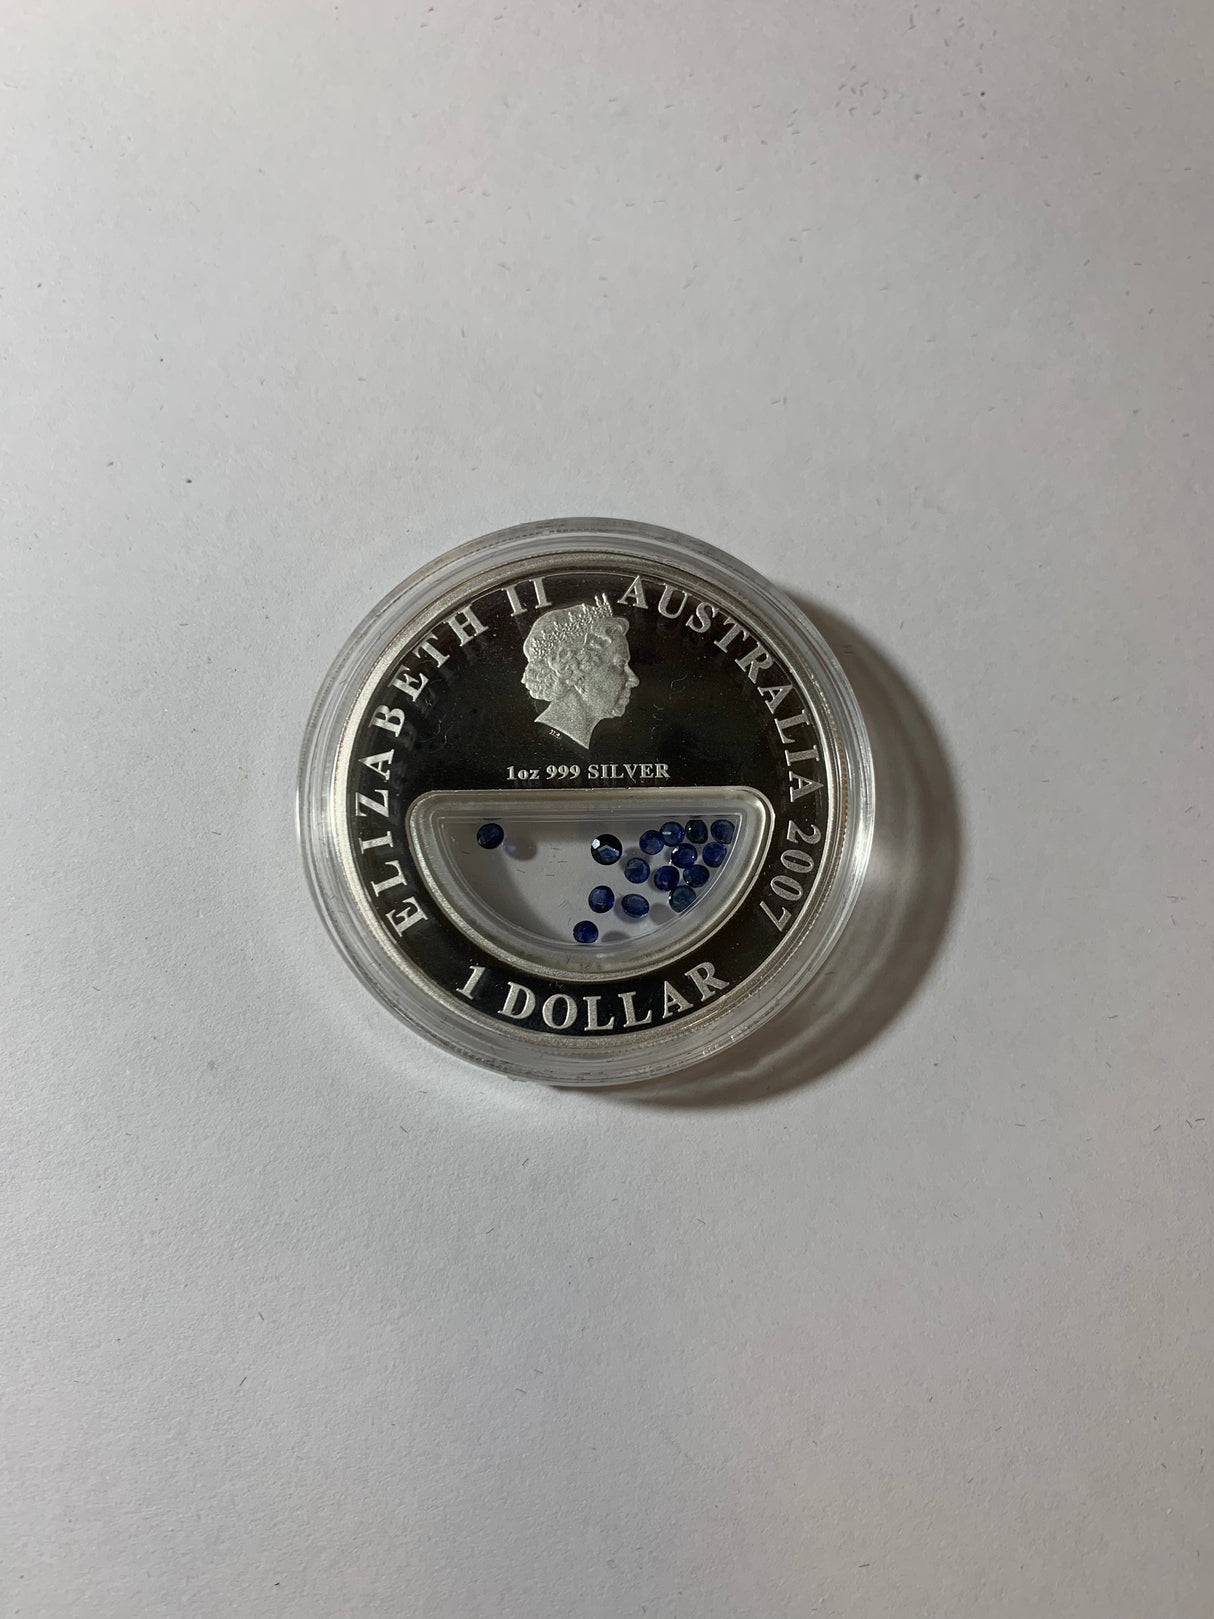 ELIZABETH II AUSTRALIA 2007
1oz 999 SILVER
1 DOLLAR